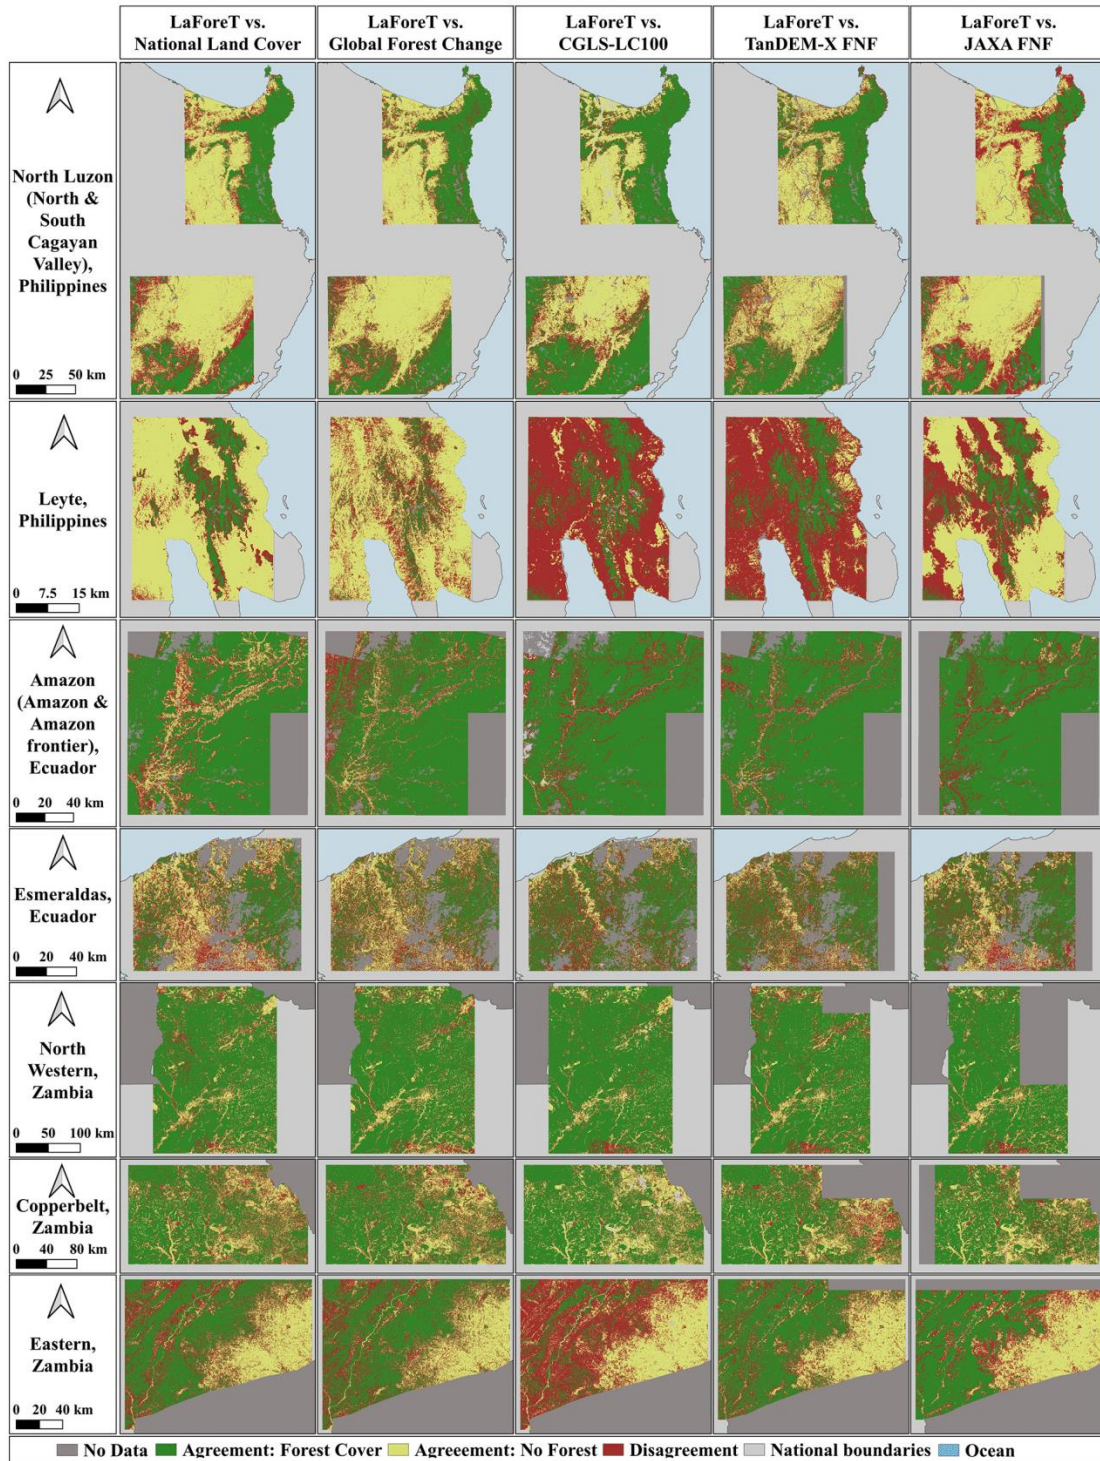 LaForeT vs.
National Land Cover
LaForeT vs.
Global Forest Change
LaForeT vs.
CGLS-LC100
LaForeT vs.
TanDEM-X FNF
LaForeT vs.
JAXA FNF
North Luzon
(North &
South
Cagayan
Valley),
Philippines
0 25 50 km
Leyte,
Philippines
0 7.5 15 km
Amazon
(Amazon &
Amazon
frontier),
Ecuador
0 20 40 km
Esmeraldas,
Ecuador
0 20 40 km
North
Western,
Zambia
0 50 100 km
Copperbelt,
Zambia
0 40 80 km
Eastern,
Zambia
0 20 40 km
No Data Agreement: Forest Cover Agreeement: No Forest Disagreement National boundaries Ocean